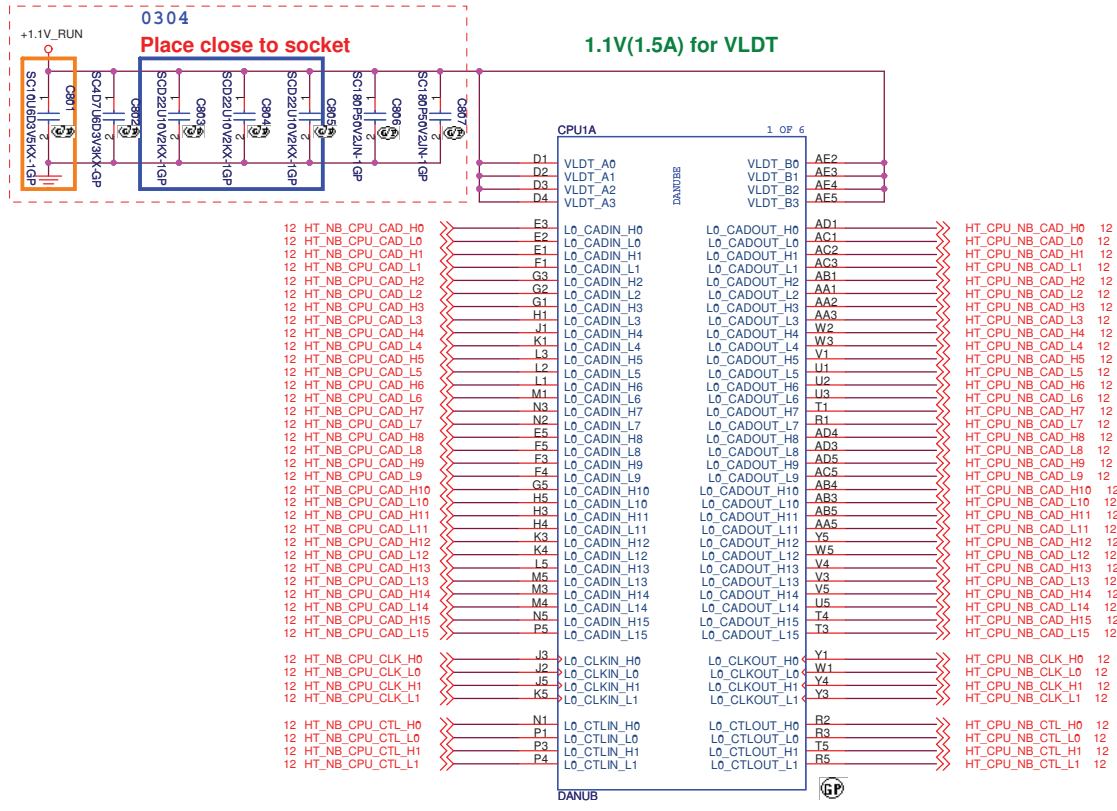 0304
+1.1V_RUN
Place close to socket
1.1V(1.5A) for VLDT
SC10U6D3V5KX-1GP 1 2 C801 G/P
SC4D7U6D3V3KX-GP 1 2 C802 G/P
SCD22U10V2KX-1GP 1 2 C803 G/P
SCD22U10V2KX-1GP 1 2 C804 G/P
SCD22U10V2KX-1GP 1 2 C805 G/P
SC180P50V2JN-1GP 1 2 C806 G/P
SC180P50V2JN-1GP 1 2 C807 G/P
CPU1A 1 OF 6
DANUBE
D1 VLDT_A0 VLDT_B0 AE2
D2 VLDT_A1 VLDT_B1 AE3
D3 VLDT_A2 VLDT_B2 AE4
D4 VLDT_A3 VLDT_B3 AE5
12 HT_NB_CPU_CAD_H0 E3 L0_CADIN_H0 L0_CADOUT_H0 AD1 HT_CPU_NB_CAD_H0 12
12 HT_NB_CPU_CAD_L0 E2 L0_CADIN_L0 L0_CADOUT_L0 AC1 HT_CPU_NB_CAD_L0 12
12 HT_NB_CPU_CAD_H1 E1 L0_CADIN_H1 L0_CADOUT_H1 AC2 HT_CPU_NB_CAD_H1 12
12 HT_NB_CPU_CAD_L1 F1 L0_CADIN_L1 L0_CADOUT_L1 AC3 HT_CPU_NB_CAD_L1 12
12 HT_NB_CPU_CAD_H2 G3 L0_CADIN_H2 L0_CADOUT_H2 AB1 HT_CPU_NB_CAD_H2 12
12 HT_NB_CPU_CAD_L2 G2 L0_CADIN_L2 L0_CADOUT_L2 AA1 HT_CPU_NB_CAD_L2 12
12 HT_NB_CPU_CAD_H3 G1 L0_CADIN_H3 L0_CADOUT_H3 AA2 HT_CPU_NB_CAD_H3 12
12 HT_NB_CPU_CAD_L3 H1 L0_CADIN_L3 L0_CADOUT_L3 AA3 HT_CPU_NB_CAD_L3 12
12 HT_NB_CPU_CAD_H4 J1 L0_CADIN_H4 L0_CADOUT_H4 W2 HT_CPU_NB_CAD_H4 12
12 HT_NB_CPU_CAD_L4 K1 L0_CADIN_L4 L0_CADOUT_L4 W3 HT_CPU_NB_CAD_L4 12
12 HT_NB_CPU_CAD_H5 L3 L0_CADIN_H5 L0_CADOUT_H5 V1 HT_CPU_NB_CAD_H5 12
12 HT_NB_CPU_CAD_L5 L2 L0_CADIN_L5 L0_CADOUT_L5 U1 HT_CPU_NB_CAD_L5 12
12 HT_NB_CPU_CAD_H6 L1 L0_CADIN_H6 L0_CADOUT_H6 U2 HT_CPU_NB_CAD_H6 12
12 HT_NB_CPU_CAD_L6 M1 L0_CADIN_L6 L0_CADOUT_L6 U3 HT_CPU_NB_CAD_L6 12
12 HT_NB_CPU_CAD_H7 N3 L0_CADIN_H7 L0_CADOUT_H7 T1 HT_CPU_NB_CAD_H7 12
12 HT_NB_CPU_CAD_L7 N2 L0_CADIN_L7 L0_CADOUT_L7 R1 HT_CPU_NB_CAD_L7 12
12 HT_NB_CPU_CAD_H8 E5 L0_CADIN_H8 L0_CADOUT_H8 AD4 HT_CPU_NB_CAD_H8 12
12 HT_NB_CPU_CAD_L8 F5 L0_CADIN_L8 L0_CADOUT_L8 AD3 HT_CPU_NB_CAD_L8 12
12 HT_NB_CPU_CAD_H9 F3 L0_CADIN_H9 L0_CADOUT_H9 AD5 HT_CPU_NB_CAD_H9 12
12 HT_NB_CPU_CAD_L9 F4 L0_CADIN_L9 L0_CADOUT_L9 AC5 HT_CPU_NB_CAD_L9 12
12 HT_NB_CPU_CAD_H10 G5 L0_CADIN_H10 L0_CADOUT_H10 AB4 HT_CPU_NB_CAD_H10 12
12 HT_NB_CPU_CAD_L10 H5 L0_CADIN_L10 L0_CADOUT_L10 AB3 HT_CPU_NB_CAD_L10 12
12 HT_NB_CPU_CAD_H11 H3 L0_CADIN_H11 L0_CADOUT_H11 AB5 HT_CPU_NB_CAD_H11 12
12 HT_NB_CPU_CAD_L11 H4 L0_CADIN_L11 L0_CADOUT_L11 AA5 HT_CPU_NB_CAD_L11 12
12 HT_NB_CPU_CAD_H12 K3 L0_CADIN_H12 L0_CADOUT_H12 Y5 HT_CPU_NB_CAD_H12 12
12 HT_NB_CPU_CAD_L12 K4 L0_CADIN_L12 L0_CADOUT_L12 W5 HT_CPU_NB_CAD_L12 12
12 HT_NB_CPU_CAD_H13 L5 L0_CADIN_H13 L0_CADOUT_H13 V4 HT_CPU_NB_CAD_H13 12
12 HT_NB_CPU_CAD_L13 M5 L0_CADIN_L13 L0_CADOUT_L13 V3 HT_CPU_NB_CAD_L13 12
12 HT_NB_CPU_CAD_H14 M3 L0_CADIN_H14 L0_CADOUT_H14 V5 HT_CPU_NB_CAD_H14 12
12 HT_NB_CPU_CAD_L14 M4 L0_CADIN_L14 L0_CADOUT_L14 U5 HT_CPU_NB_CAD_L14 12
12 HT_NB_CPU_CAD_H15 N5 L0_CADIN_H15 L0_CADOUT_H15 T4 HT_CPU_NB_CAD_H15 12
12 HT_NB_CPU_CAD_L15 P5 L0_CADIN_L15 L0_CADOUT_L15 T3 HT_CPU_NB_CAD_L15 12
12 HT_NB_CPU_CLK_H0 J3 L0_CLKIN_H0 L0_CLKOUT_H0 Y1 HT_CPU_NB_CLK_H0 12
12 HT_NB_CPU_CLK_L0 J2 L0_CLKIN_L0 L0_CLKOUT_L0 W1 HT_CPU_NB_CLK_L0 12
12 HT_NB_CPU_CLK_H1 J5 L0_CLKIN_H1 L0_CLKOUT_H1 Y4 HT_CPU_NB_CLK_H1 12
12 HT_NB_CPU_CLK_L1 K5 L0_CLKIN_L1 L0_CLKOUT_L1 Y3 HT_CPU_NB_CLK_L1 12
12 HT_NB_CPU_CTL_H0 N1 L0_CTLIN_H0 L0_CTLOUT_H0 R2 HT_CPU_NB_CTL_H0 12
12 HT_NB_CPU_CTL_L0 P1 L0_CTLIN_L0 L0_CTLOUT_L0 R3 HT_CPU_NB_CTL_L0 12
12 HT_NB_CPU_CTL_H1 P3 L0_CTLIN_H1 L0_CTLOUT_H1 T5 HT_CPU_NB_CTL_H1 12
12 HT_NB_CPU_CTL_L1 P4 L0_CTLIN_L1 L0_CTLOUT_L1 R5 HT_CPU_NB_CTL_L1 12
DANUB
GP